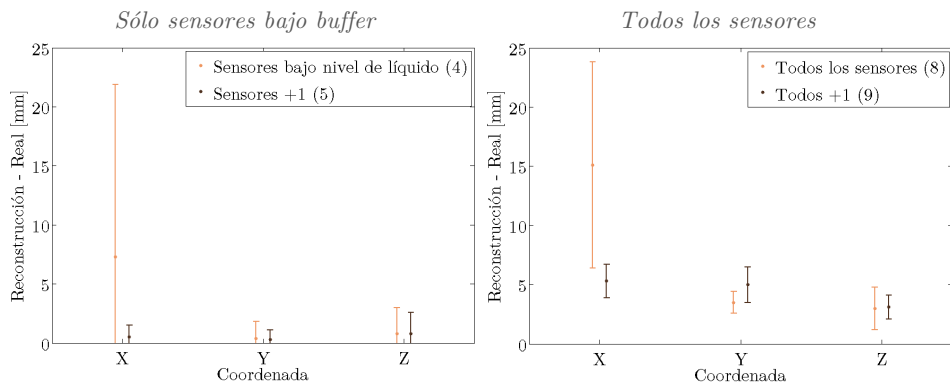 Sólo sensores bajo buffer
25
20
15
10
5
0
Reconstrucción - Real [mm]
Sensores bajo nivel de líquido (4)
Sensores +1 (5)
X
Y
Z
Coordenada
Todos los sensores
25
20
15
10
5
0
Reconstrucción - Real [mm]
Todos los sensores (8)
Todos +1 (9)
X
Y
Z
Coordenada